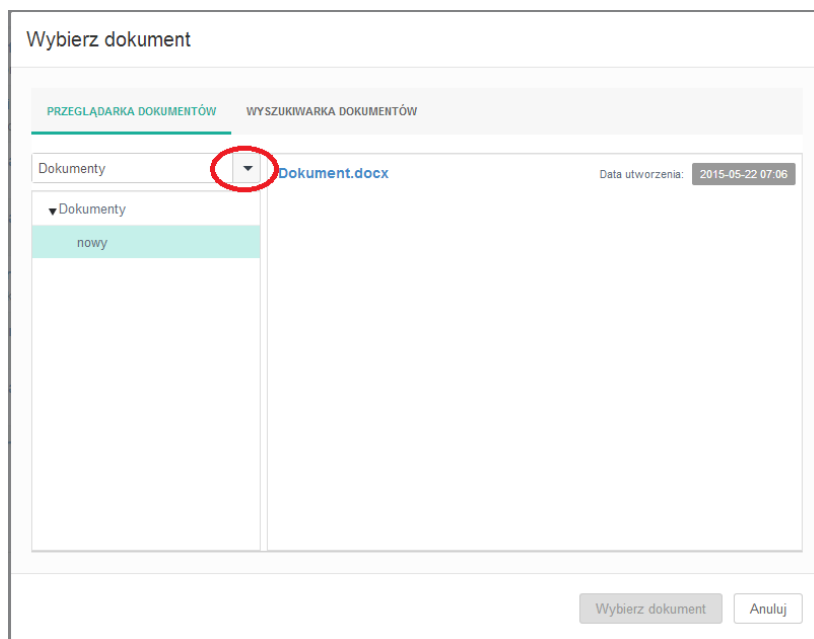 Wybierz dokument
PRZEGLĄDARKA DOKUMENTÓW WYSZUKIWARKA DOKUMENTÓW
Dokumenty
Dokument.docx Data utworzenia: 2015-05-22 07:06
Dokumenty
nowy
Wybierz dokument Anuluj